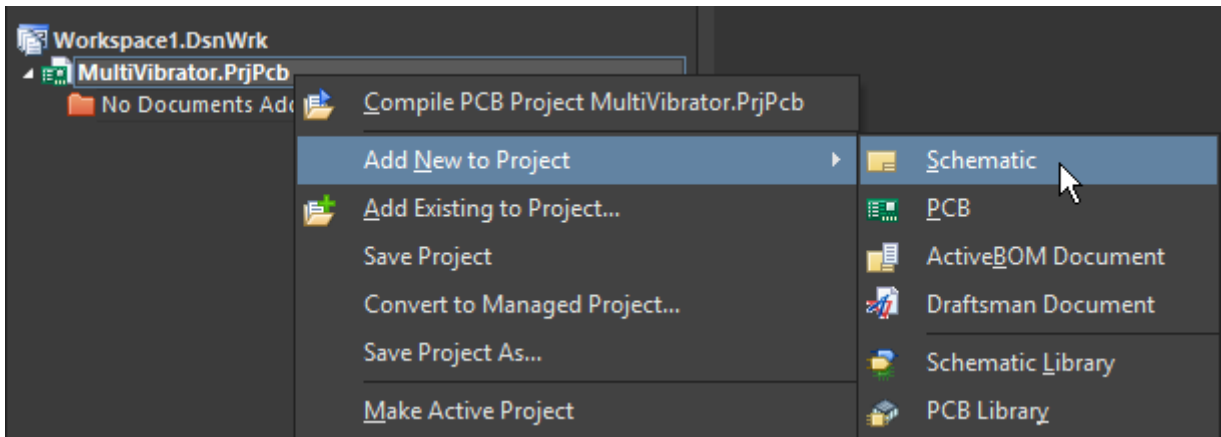 Workspace1.DsnWrk
MultiVibrator.PrjPcb
No Documents Add
Compile PCB Project MultiVibrator.PrjPcb
Add New to Project
Add Existing to Project...
Save Project
Convert to Managed Project...
Save Project As...
Make Active Project
Schematic
PCB
ActiveBOM Document
Draftsman Document
Schematic Library
PCB Library